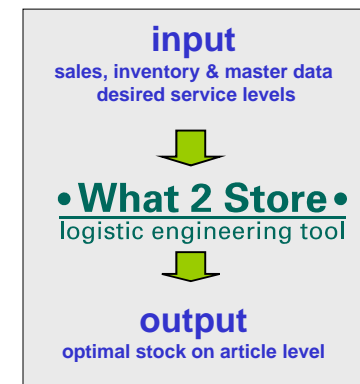 input
sales, inventory & master data
desired service levels
• What 2 Store •
logistic engineering tool
output
optimal stock on article level